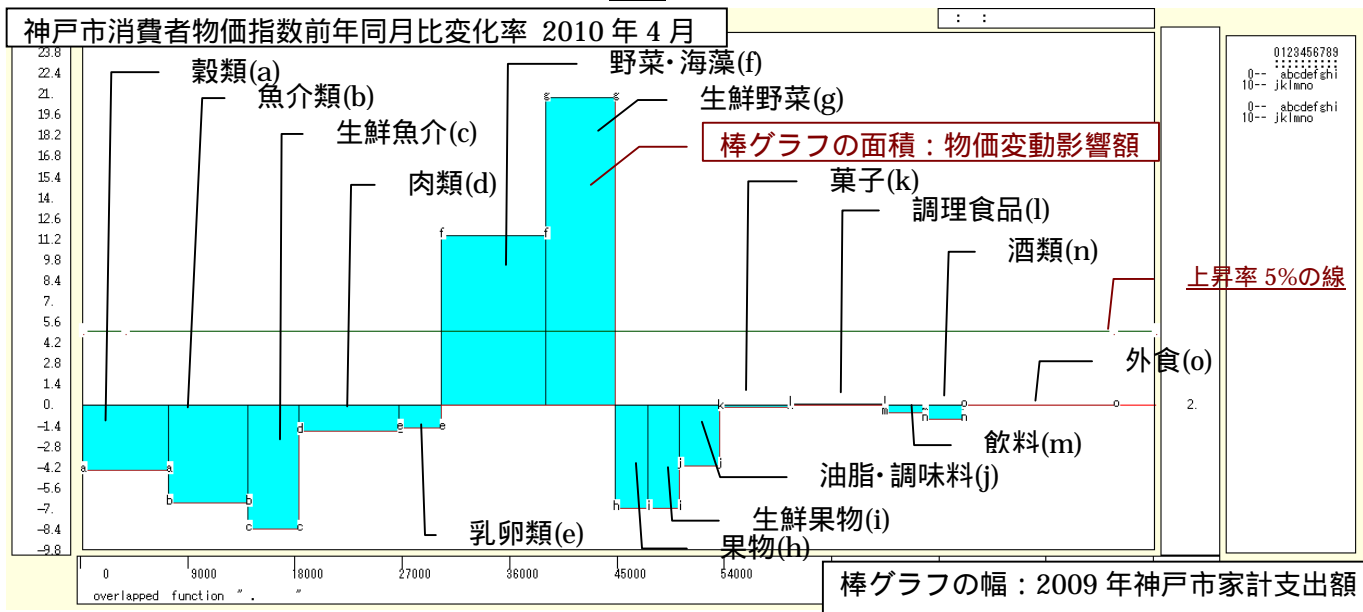 神戸市消費者物価指数前年同月比変化率 2010 年 4 月
: :
23.8
22.4
21.
19.6
18.2
16.8
15.4
14.
12.6
11.2
9.8
8.4
7.
5.6
4.2
2.8
1.4
0.
-1.4
-2.8
-4.2
-5.6
-7.
-8.4
-9.8
穀類(a)
魚介類(b)
生鮮魚介(c)
肉類(d)
乳卵類(e)
野菜・海藻(f)
生鮮野菜(g)
棒グラフの面積：物価変動影響額
菓子(k)
調理食品(l)
酒類(n)
上昇率 5%の線
外食(o)
飲料(m)
油脂・調味料(j)
生鮮果物(i)
果物(h)
a a
b b
c c
d
e e
f f
g g
h i i
j j
k
l l
m
n n
o o
2.
0123456789
0-- abcdefghi
10-- jklmno
0-- abcdefghi
10-- jklmno
0 9000 18000 27000 36000 45000 54000
overlapped function " . "
棒グラフの幅：2009 年神戸市家計支出額